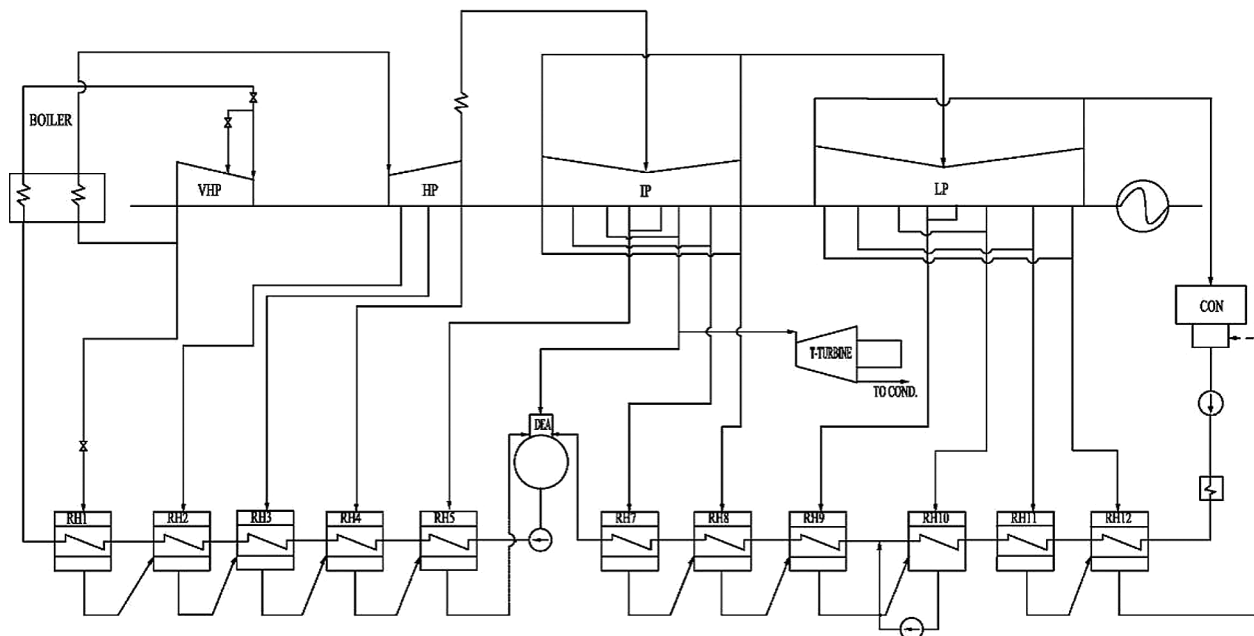 BOILER
VHP
HP
IP
LP
CON
T-TURBINE
TO COND.
DEA
RH1
RH2
RH3
RH4
RH5
RH7
RH8
RH9
RH10
RH11
RH12